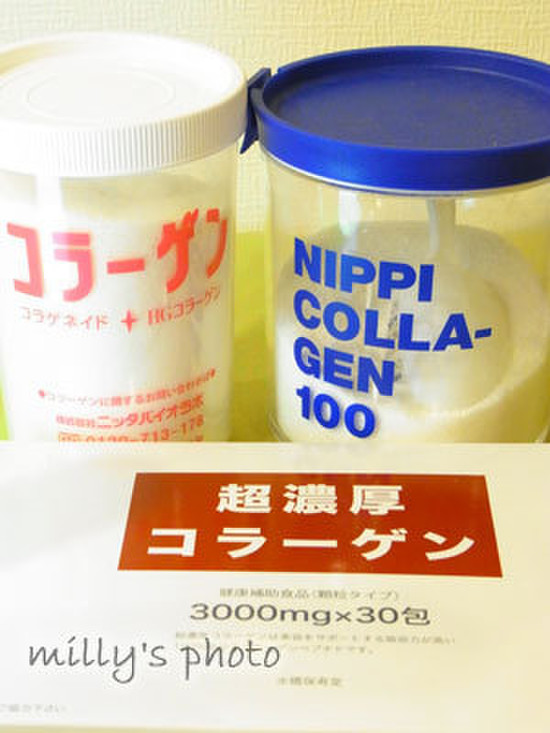 コラーゲン
コラゲネイド + HGコラーゲン
◆コラーゲンに関するお問い合わせは◆
株式会社ニッタバイオラボ
0120-713-178
NIPPI
COLLA-
GEN
100
超濃厚
コラーゲン
健康補助食品(顆粒タイプ)
3000mg×30包
milly's photo